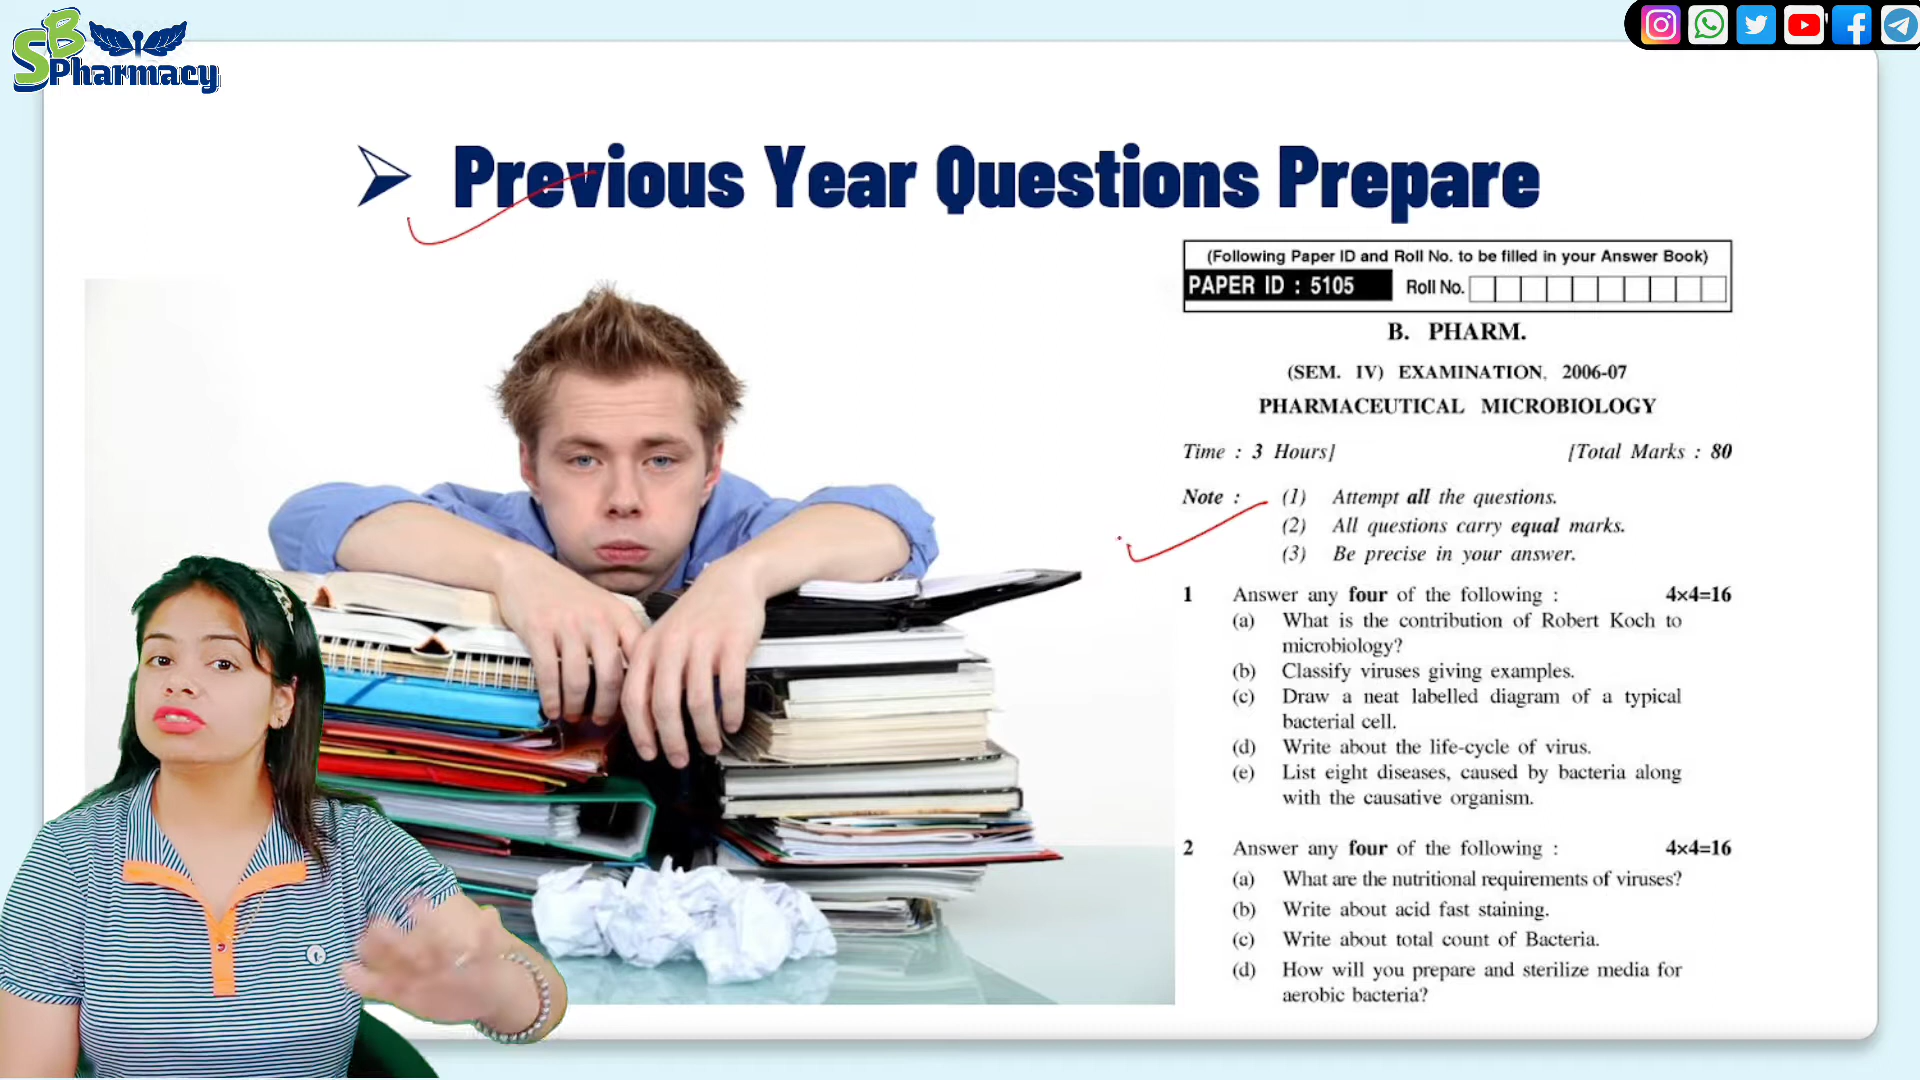 SB
Pharmacy
Previous Year Questions Prepare
(Following Paper ID and Roll No. to be filled in your Answer Book)
PAPER ID : 5105 Roll No.
B. PHARM.
(SEM. IV) EXAMINATION, 2006-07
PHARMACEUTICAL MICROBIOLOGY
Time : 3 Hours] [Total Marks : 80
Note : (1) Attempt all the questions.
(2) All questions carry equal marks.
(3) Be precise in your answer.
1 Answer any four of the following : 4×4=16
(a) What is the contribution of Robert Koch to
microbiology?
(b) Classify viruses giving examples.
(c) Draw a neat labelled diagram of a typical
bacterial cell.
(d) Write about the life-cycle of virus.
(e) List eight diseases, caused by bacteria along
with the causative organism.
2 Answer any four of the following : 4×4=16
(a) What are the nutritional requirements of viruses?
(b) Write about acid fast staining.
(c) Write about total count of Bacteria.
(d) How will you prepare and sterilize media for
aerobic bacteria?